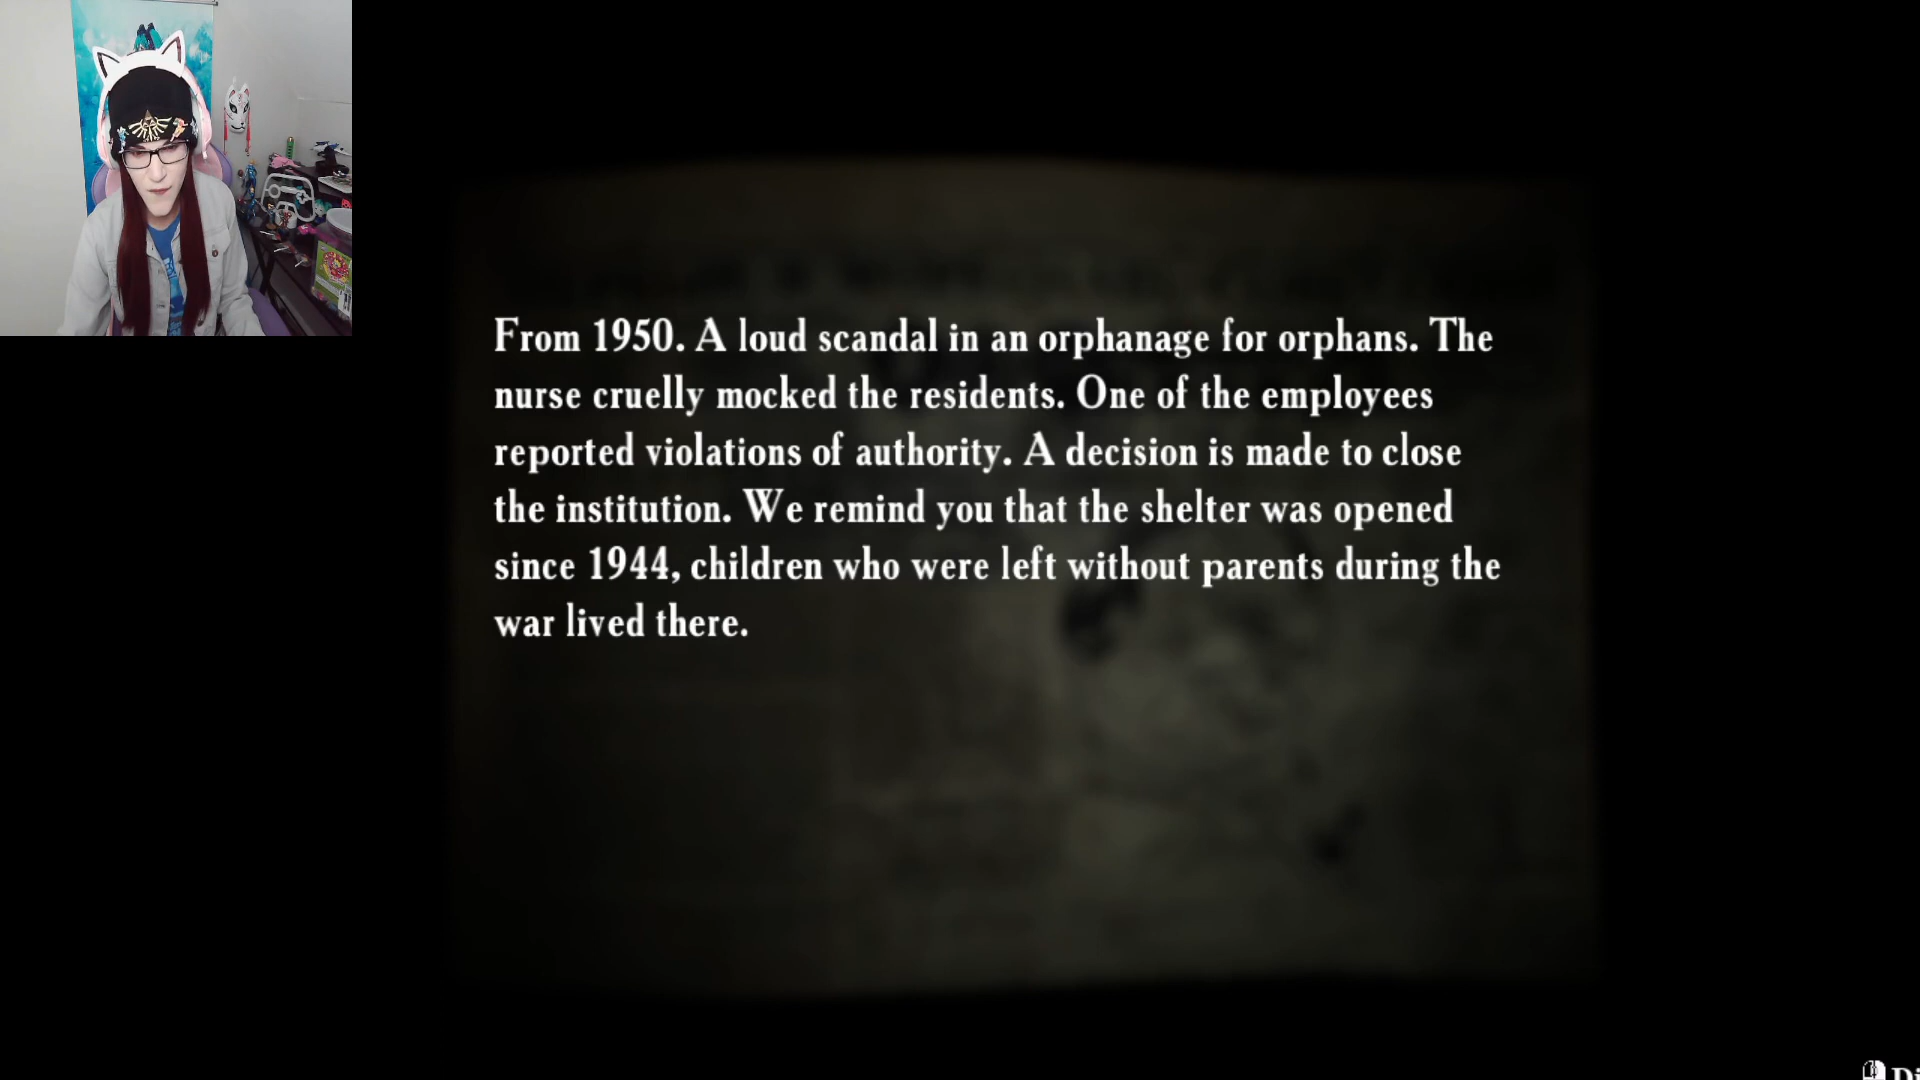 From 1950. A loud scandal in an orphanage for orphans. The
nurse cruelly mocked the residents. One of the employees
reported violations of authority. A decision is made to close
the institution. We remind you that the shelter was opened
since 1944, children who were left without parents during the
war lived there.